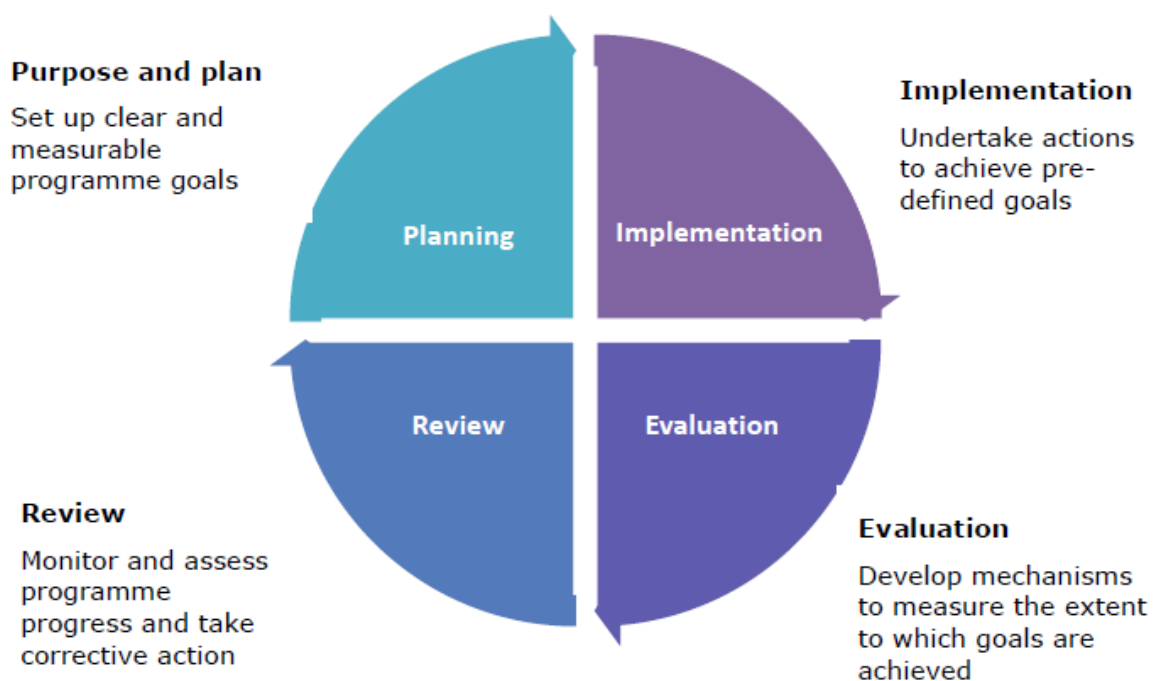 Purpose and plan
Set up clear and
measurable
programme goals
Implementation
Undertake actions
to achieve pre-
defined goals
Planning
Implementation
Review
Evaluation
Review
Monitor and assess
programme
progress and take
corrective action
Evaluation
Develop mechanisms
to measure the extent
to which goals are
achieved